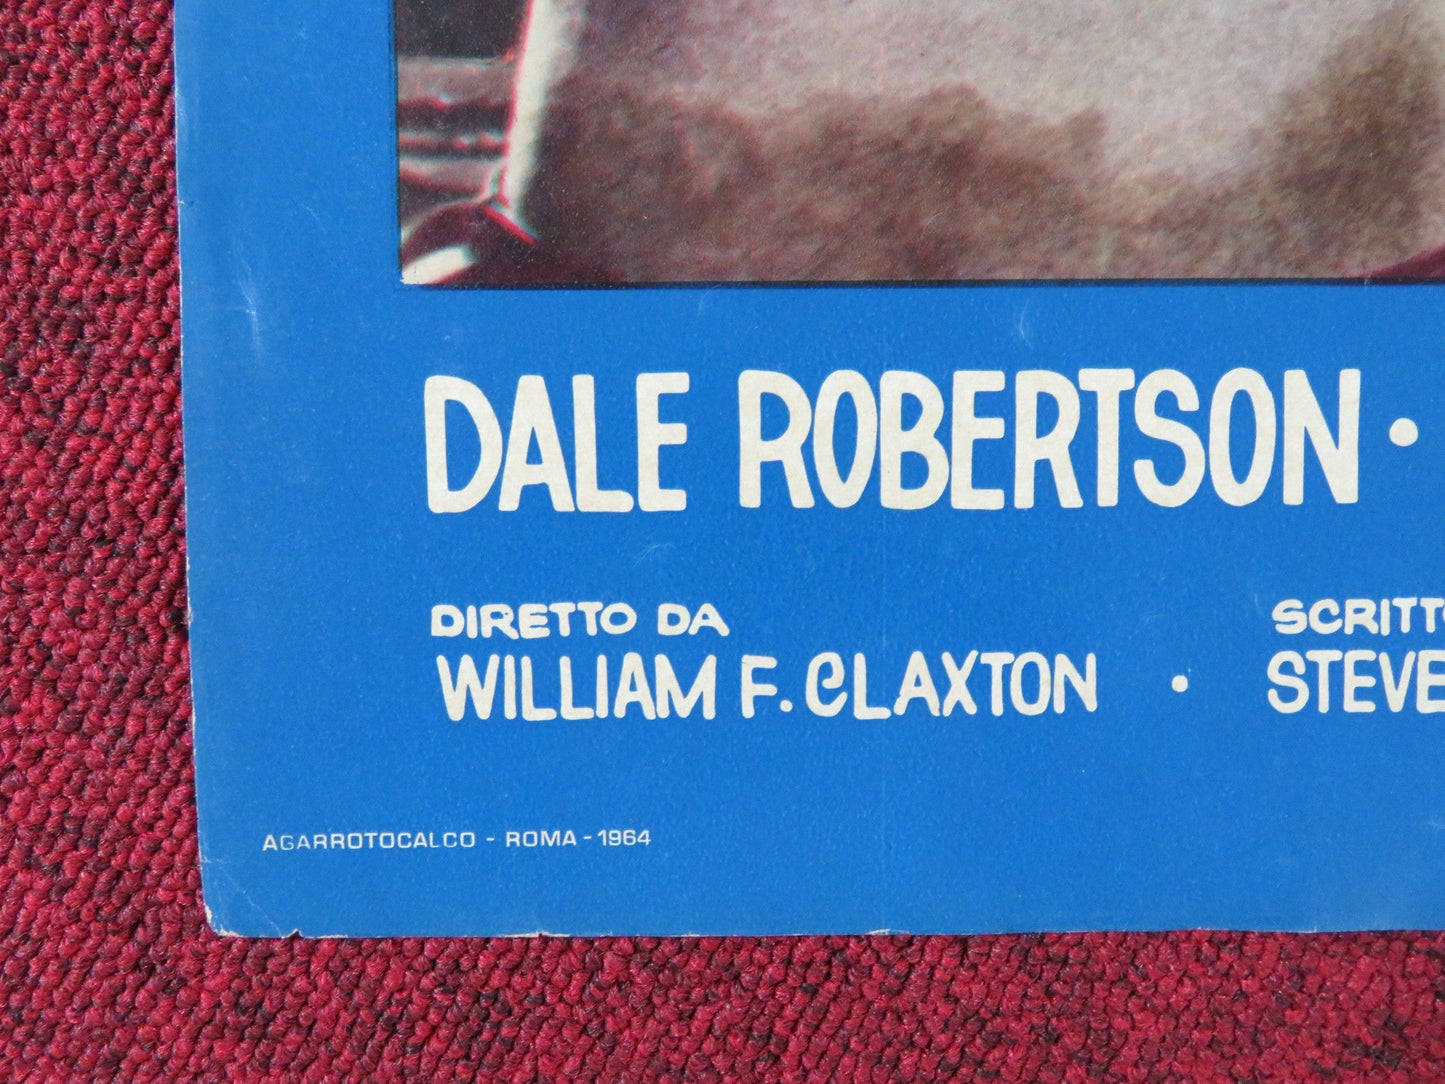 DALE ROBERTSON •
DIRETTO DA
WILLIAM F. CLAXTON •
SCRITTO
STEVE
AGARROTOCALCO - ROMA - 1964